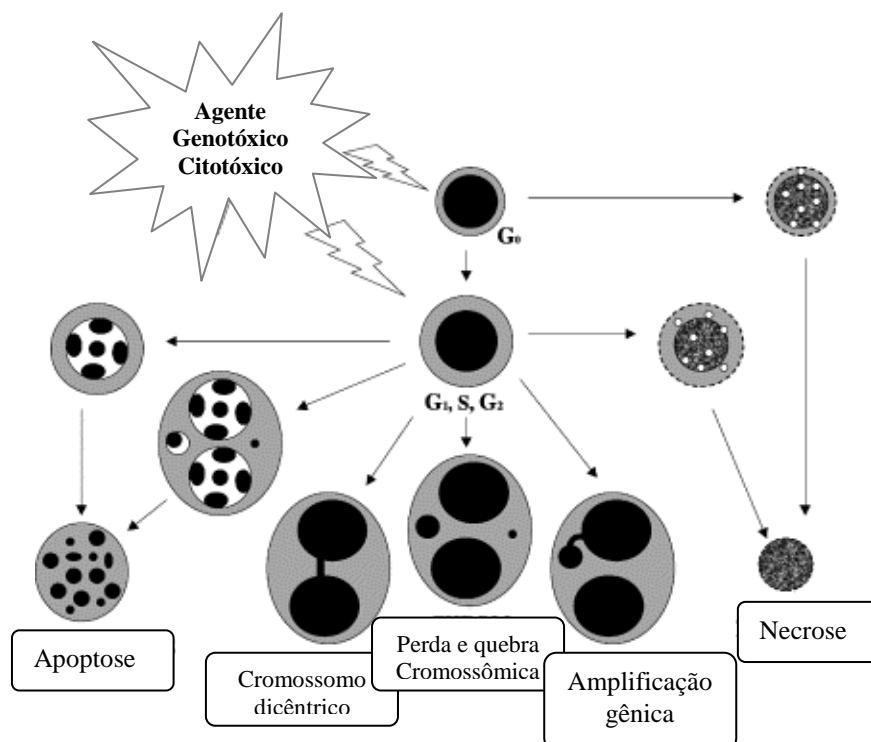 Agente
Genotóxico
Citotóxico
G₀
G₁, S, G₂
Apoptose
Cromossomo
dicêntrico
Perda e quebra
Cromossômica
Amplificação
gênica
Necrose